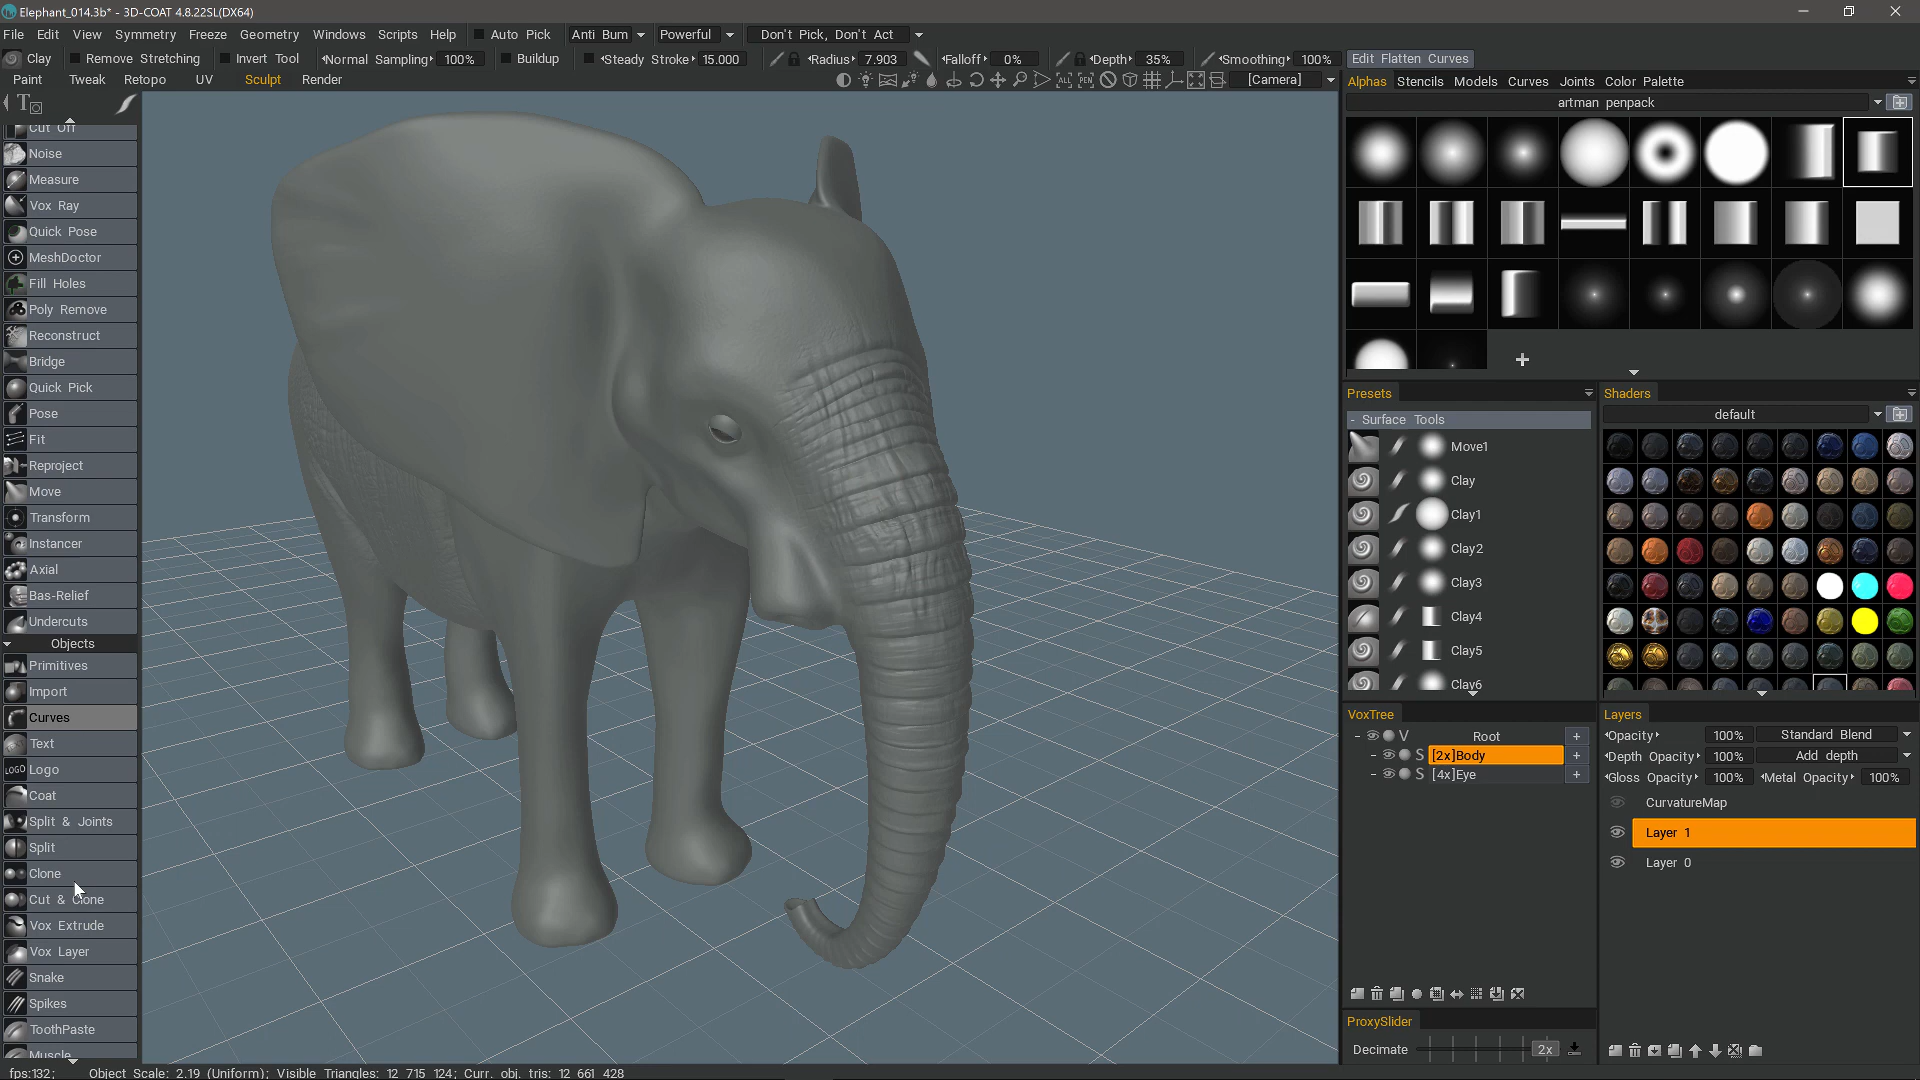 Elephant_014.3b* - 3D-COAT 4.8.22SL(DX64)
File Edit View Textures Symmetry Freeze Geometry Windows Scripts Help Auto Pick Anti Bum Powerful Don't Pick, Don't Act
Clay Remove Stretching Invert Tool Normal Sampling 100% Buildup Steady Stroke 15.000 Radius 7.903 Falloff 0% Depth 35% Smoothing 100% Edit Flatten Curves
Paint Tweak Retopo UV Sculpt Render ALL PEN [Camera]
Alphas Stencils Models Curves Joints Color Palette
artman penpack
Cut Off
Noise
Measure
Vox Ray
Quick Pose
MeshDoctor
Fill Holes
Poly Remove
Reconstruct
Bridge
Quick Pick
Pose
Fit
Reproject
Move
Transform
Instancer
Axial
Bas-Relief
Undercuts
Objects
Primitives
Import
Curves
Text
LOGO Logo
Coat
Split & Joints
Split
Clone
Cut & Clone
Vox Extrude
Vox Layer
Snake
Spikes
ToothPaste
Muscle
Presets
- Surface Tools
Move1
Clay
Clay1
Clay2
Clay3
Clay4
Clay5
Clay6
Shaders
default
VoxTree
V Root +
S [2x]Body +
S [4x]Eye +
ProxySlider
Decimate 2x
Layers
Opacity 100% Standard Blend
Depth Opacity 100% Add depth
Gloss Opacity 100% Metal Opacity 100%
CurvatureMap
Layer 1
Layer 0
fps:132; Object Scale: 2.19 (Uniform); Visible Triangles: 12 715 124; Curr. obj. tris: 12 661 428